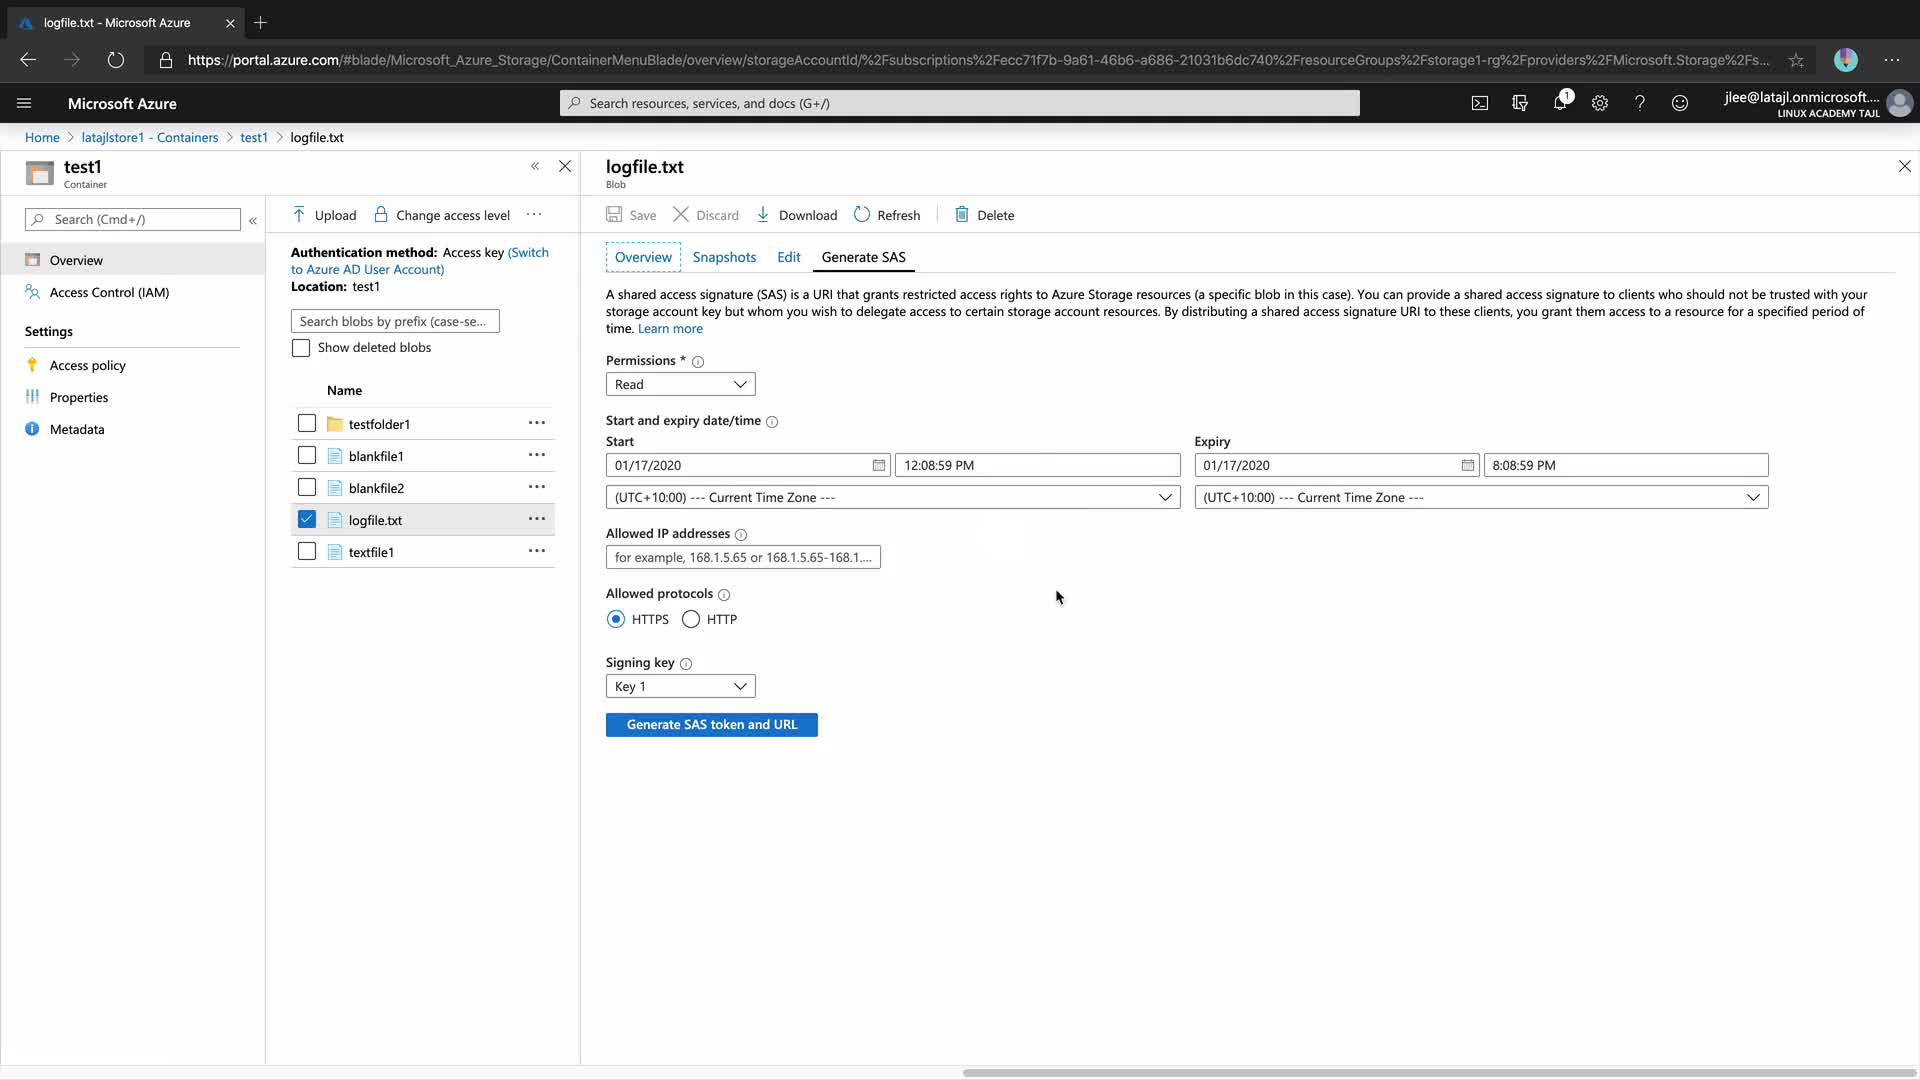 logfile.txt - Microsoft Azure
https://portal.azure.com/#blade/Microsoft_Azure_Storage/ContainerMenuBlade/overview/storageAccountId/%2Fsubscriptions%2Fecc71f7b-9a61-46b6-a686-21031b6dc740%2FresourceGroups%2Fstorage1-rg%2Fproviders%2FMicrosoft.Storage%2Fs...
Microsoft Azure
Search resources, services, and docs (G+/)
1
jlee@latajl.onmicrosoft....
LINUX ACADEMY TAJL
Home > latajlstore1 - Containers > test1 > logfile.txt
test1
Container
Search (Cmd+/)
Overview
Access Control (IAM)
Settings
Access policy
Properties
Metadata
Upload Change access level ...
Authentication method: Access key (Switch
to Azure AD User Account)
Location: test1
Search blobs by prefix (case-se...
Show deleted blobs
Name
testfolder1
blankfile1
blankfile2
logfile.txt
textfile1
logfile.txt
Blob
Save Discard Download Refresh Delete
Overview Snapshots Edit Generate SAS
A shared access signature (SAS) is a URI that grants restricted access rights to Azure Storage resources (a specific blob in this case). You can provide a shared access signature to clients who should not be trusted with your
storage account key but whom you wish to delegate access to certain storage account resources. By distributing a shared access signature URI to these clients, you grant them access to a resource for a specified period of
time. Learn more
Permissions *
Read
Start and expiry date/time
Start Expiry
01/17/2020 12:08:59 PM 01/17/2020 8:08:59 PM
(UTC+10:00) --- Current Time Zone --- (UTC+10:00) --- Current Time Zone ---
Allowed IP addresses
for example, 168.1.5.65 or 168.1.5.65-168.1....
Allowed protocols
HTTPS HTTP
Signing key
Key 1
Generate SAS token and URL